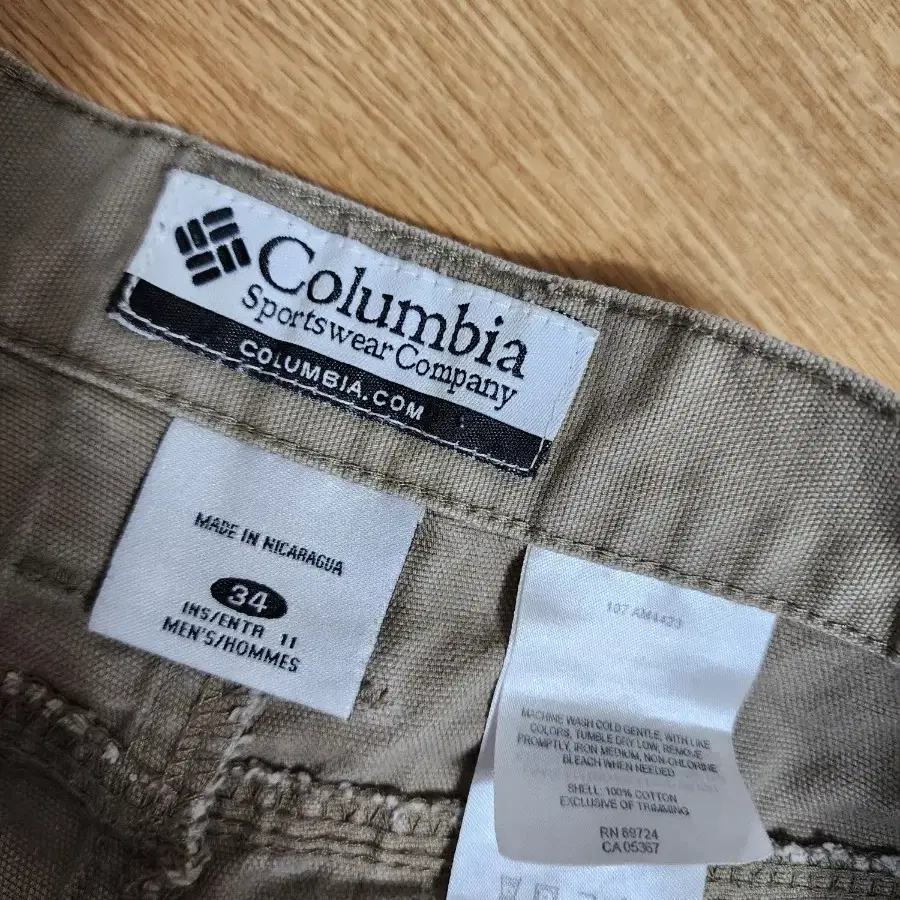 Columbia
Sportswear Company
COLUMBIA.COM
MADE IN NICARAGUA
34
INS/ENTR 11
MEN'S/HOMMES
107 AM4423
MACHINE WASH COLD GENTLE, WITH LIKE
COLORS, TUMBLE DRY LOW, REMOVE
PROMPTLY, IRON MEDIUM, NON-CHLORINE
BLEACH WHEN NEEDED
SHELL: 100% COTTON
EXCLUSIVE OF TRIMMING
RN 69724
CA 05367